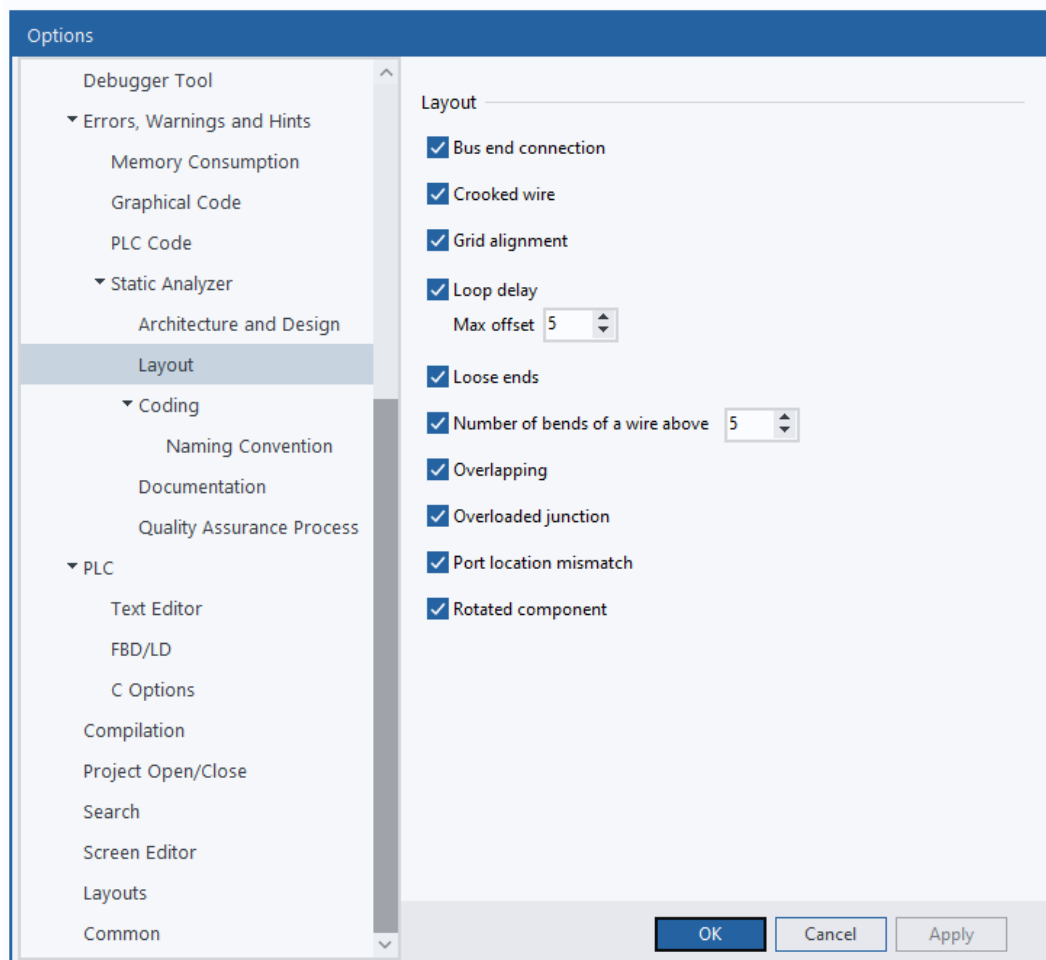 Options
Debugger Tool
Errors, Warnings and Hints
Memory Consumption
Graphical Code
PLC Code
Static Analyzer
Architecture and Design
Layout
Coding
Naming Convention
Documentation
Quality Assurance Process
PLC
Text Editor
FBD/LD
C Options
Compilation
Project Open/Close
Search
Screen Editor
Layouts
Common
Layout
Bus end connection
Crooked wire
Grid alignment
Loop delay
Max offset 5
Loose ends
Number of bends of a wire above 5
Overlapping
Overloaded junction
Port location mismatch
Rotated component
OK Cancel Apply